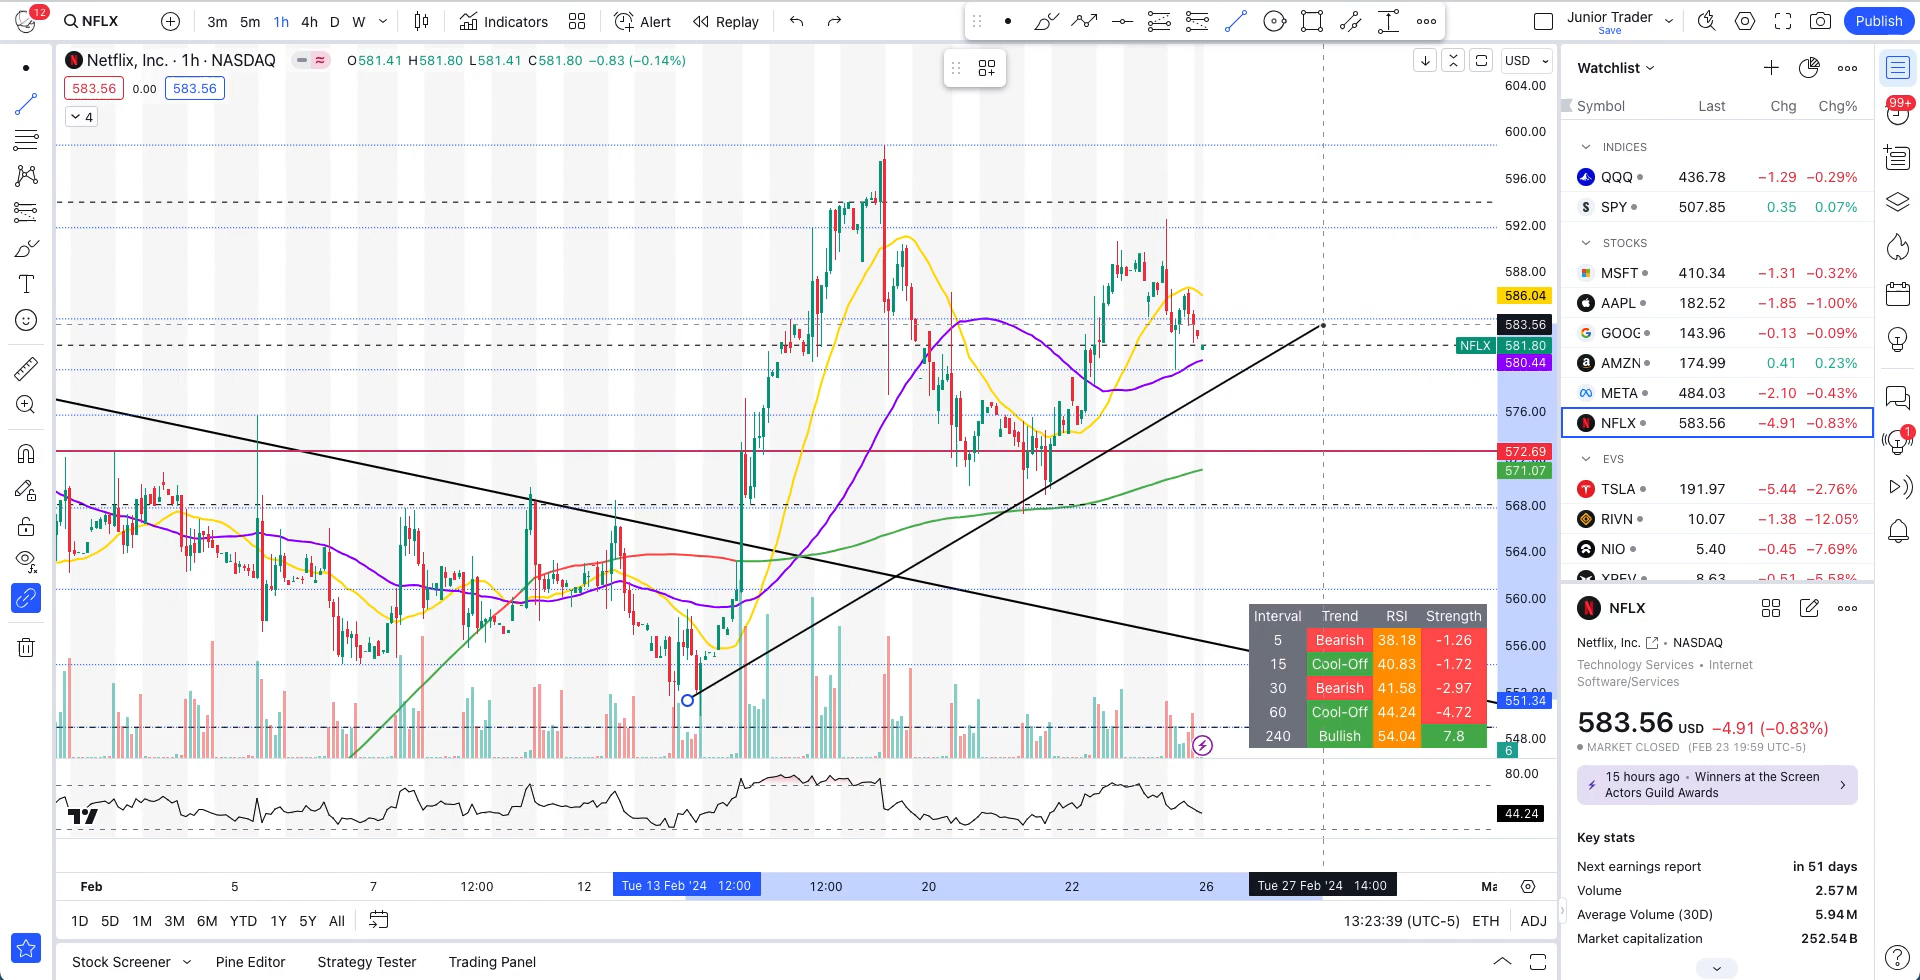 12
NFLX
3m 5m 1h 4h D W
Indicators
Alert
Replay
Junior Trader
Save
Publish
Netflix, Inc. · 1h · NASDAQ
O581.41 H581.80 L581.41 C581.80 −0.83 (−0.14%)
583.56 0.00 583.56
4
USD
604.00
600.00
596.00
592.00
588.00
586.04
583.56
NFLX 581.80
580.44
576.00
572.69
571.07
568.00
564.00
560.00
556.00
551.34
548.00
6
80.00
44.24
Interval Trend RSI Strength
5 Bearish 38.18 -1.26
15 Cool-Off 40.83 -1.72
30 Bearish 41.58 -2.97
60 Cool-Off 44.24 -4.72
240 Bullish 54.04 7.8
Feb 5 7 12:00 12 Tue 13 Feb '24 12:00 12:00 20 22 26 Tue 27 Feb '24 14:00 Ma
1D 5D 1M 3M 6M YTD 1Y 5Y All
13:23:39 (UTC-5) ETH ADJ
Stock Screener Pine Editor Strategy Tester Trading Panel
Watchlist
Symbol Last Chg Chg%
INDICES
QQQ 436.78 −1.29 −0.29%
SPY 507.85 0.35 0.07%
STOCKS
MSFT 410.34 −1.31 −0.32%
AAPL 182.52 −1.85 −1.00%
GOOG 143.96 −0.13 −0.09%
AMZN 174.99 0.41 0.23%
META 484.03 −2.10 −0.43%
NFLX 583.56 −4.91 −0.83%
EVS
TSLA 191.97 −5.44 −2.76%
RIVN 10.07 −1.38 −12.05%
NIO 5.40 −0.45 −7.69%
XPEV 8.63 −0.51 −5.58%
NFLX
Netflix, Inc. • NASDAQ
Technology Services • Internet
Software/Services
583.56 USD −4.91 (−0.83%)
MARKET CLOSED (FEB 23 19:59 UTC-5)
15 hours ago • Winners at the Screen
Actors Guild Awards
Key stats
Next earnings report in 51 days
Volume 2.57M
Average Volume (30D) 5.94M
Market capitalization 252.54B
99+
1